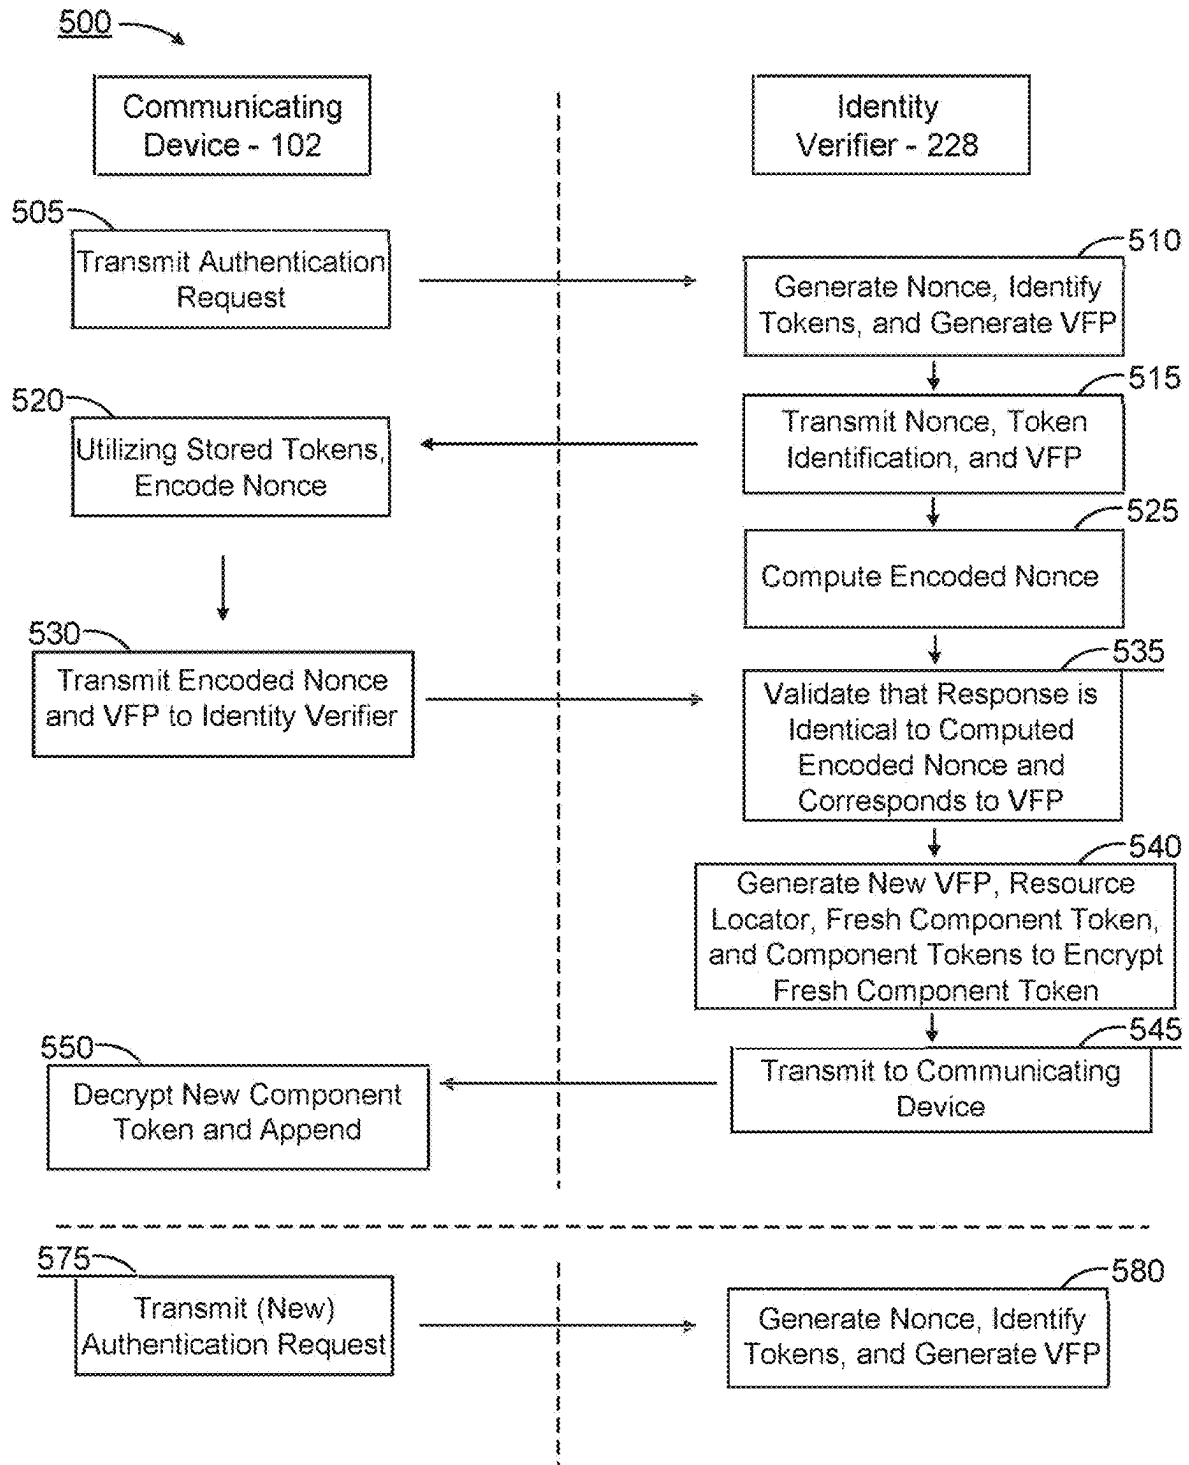 500
Communicating
Device - 102
Identity
Verifier - 228
505
Transmit Authentication
Request
510
Generate Nonce, Identify
Tokens, and Generate VFP
515
Transmit Nonce, Token
Identification, and VFP
520
Utilizing Stored Tokens,
Encode Nonce
525
Compute Encoded Nonce
530
Transmit Encoded Nonce
and VFP to Identity Verifier
535
Validate that Response is
Identical to Computed
Encoded Nonce and
Corresponds to VFP
540
Generate New VFP, Resource
Locator, Fresh Component Token,
and Component Tokens to Encrypt
Fresh Component Token
545
Transmit to Communicating
Device
550
Decrypt New Component
Token and Append
575
Transmit (New)
Authentication Request
580
Generate Nonce, Identify
Tokens, and Generate VFP